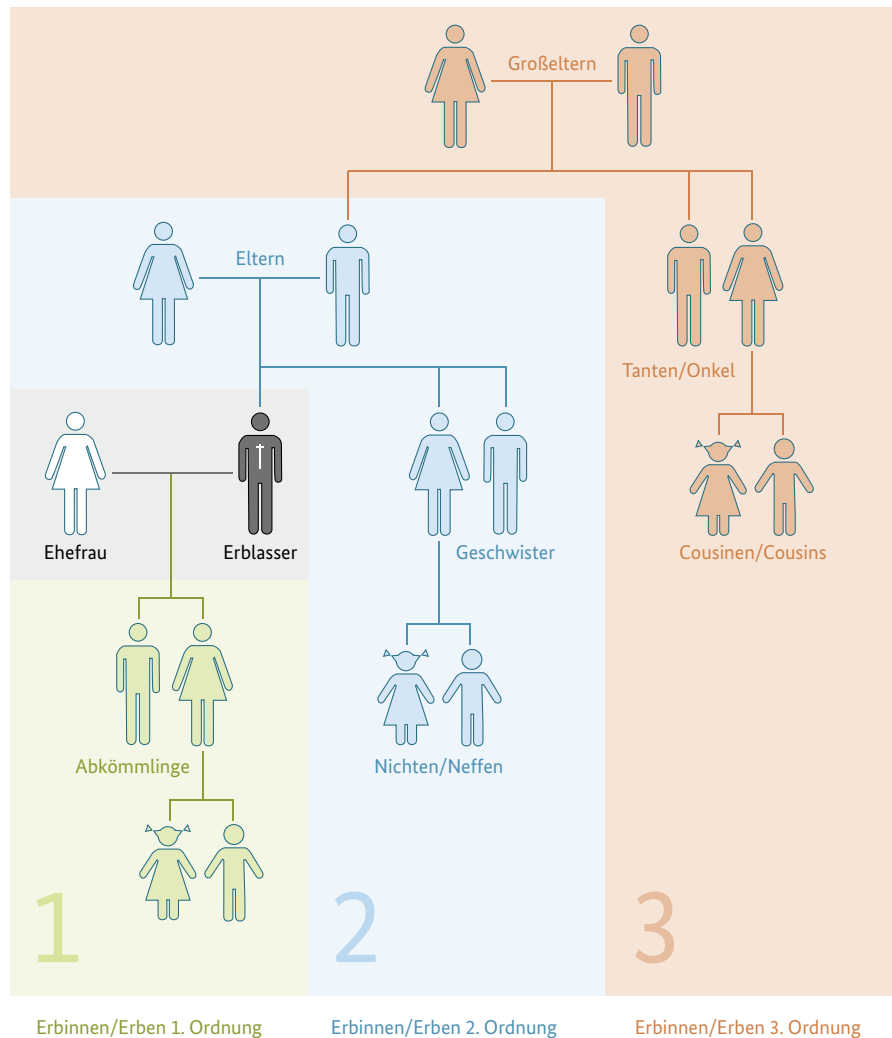 Großeltern
Eltern
Tanten/Onkel
Ehefrau
Erblasser
Geschwister
Cousinen/Cousins
Abkömmlinge
Nichten/Neffen
1
2
3
Erbinnen/Erben 1. Ordnung
Erbinnen/Erben 2. Ordnung
Erbinnen/Erben 3. Ordnung